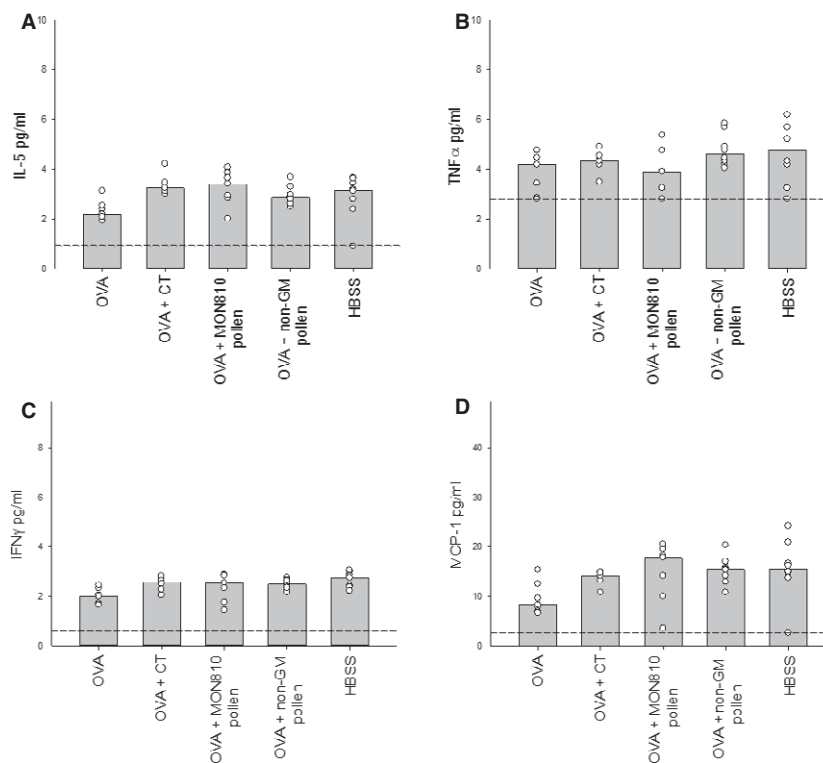 A
10
8
6
4
2
0
IL-5 pg/ml
OVA
OVA + CT
OVA + MON810
pollen
OVA – non-GM
pollen
HBSS
B
10
8
6
4
2
0
TNFα pg/ml
OVA
OVA + CT
OVA + MON810
pollen
OVA – non-GM
pollen
HBSS
C
8
6
4
2
0
IFNγ pg/ml
OVA
OVA + CT
OVA + MON810
pollen
OVA + non-GM
pollen
HBSS
D
40
30
20
10
0
MCP-1 pg/ml
OVA
OVA + CT
OVA + MON810
pollen
OVA + non-GM
pollen
HBSS